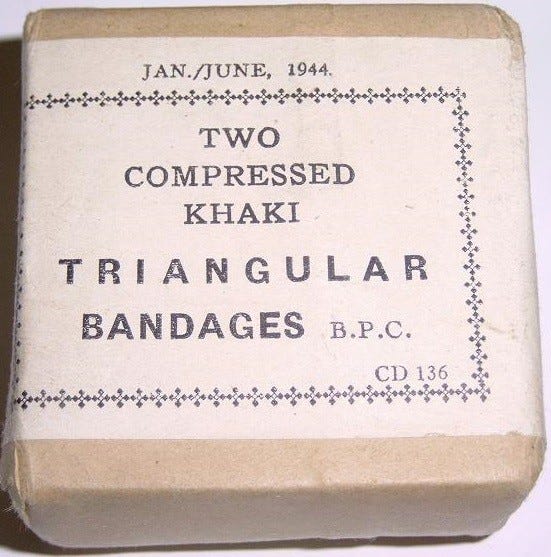 JAN./JUNE, 1944.
TWO
COMPRESSED
KHAKI
TRIANGULAR
BANDAGES B.P.C.
CD 136